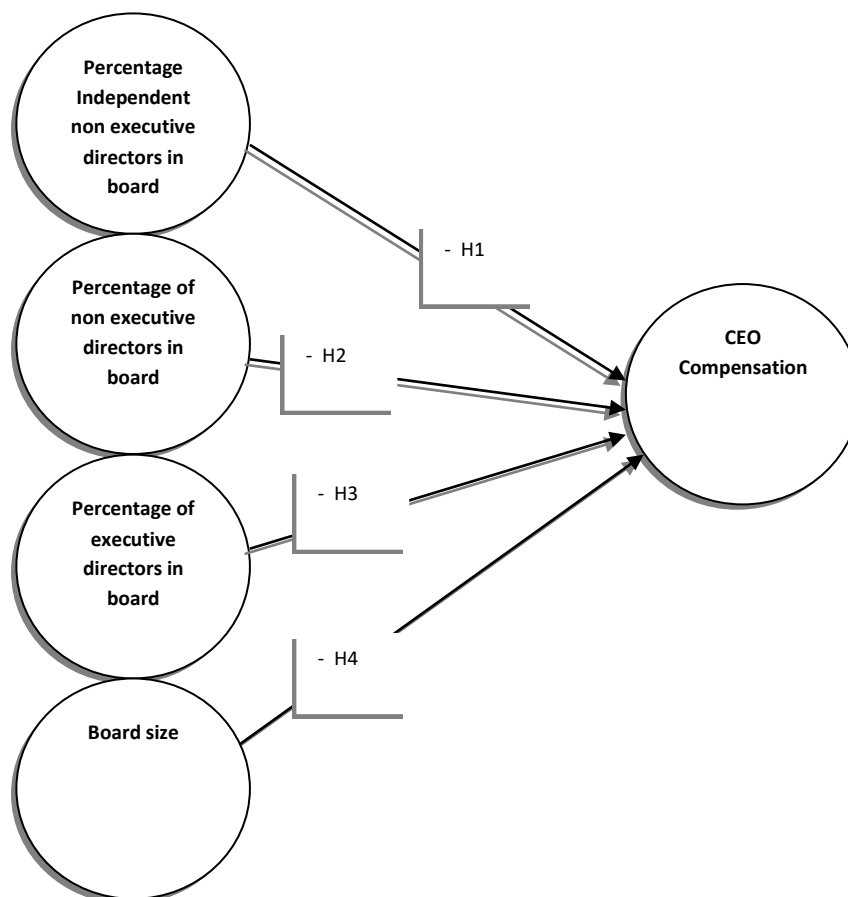 Percentage
Independent
non executive
directors in
board
- H1
Percentage of
non executive
directors in
board
- H2
CEO
Compensation
Percentage of
executive
directors in
board
- H3
- H4
Board size